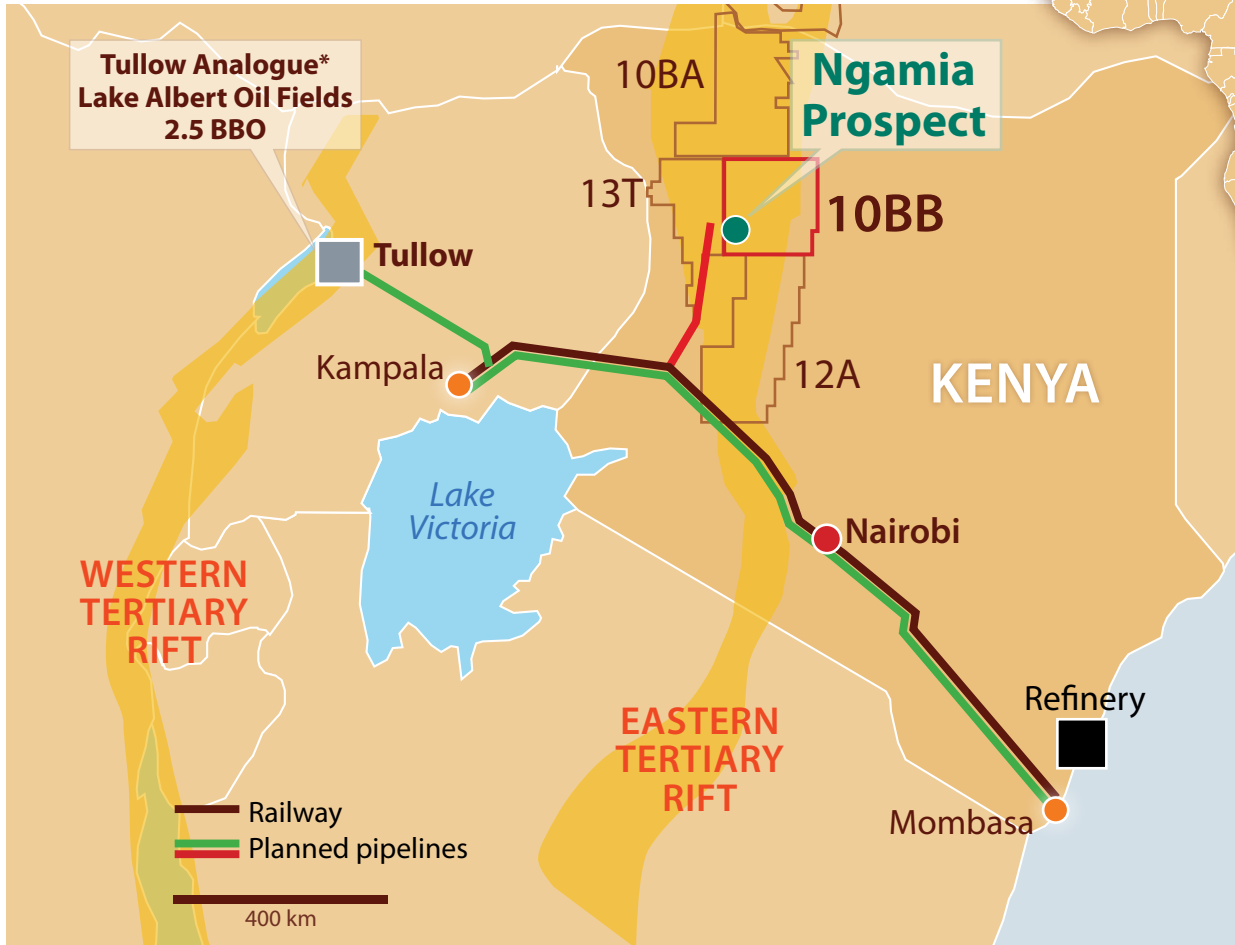 Tullow Analogue*
Lake Albert Oil Fields
2.5 BBO
10BA
Ngamia
Prospect
13T
10BB
Tullow
Kampala
12A
KENYA
Lake
Victoria
Nairobi
WESTERN
TERTIARY
RIFT
Refinery
EASTERN
TERTIARY
RIFT
Railway
Mombasa
Planned pipelines
400 km